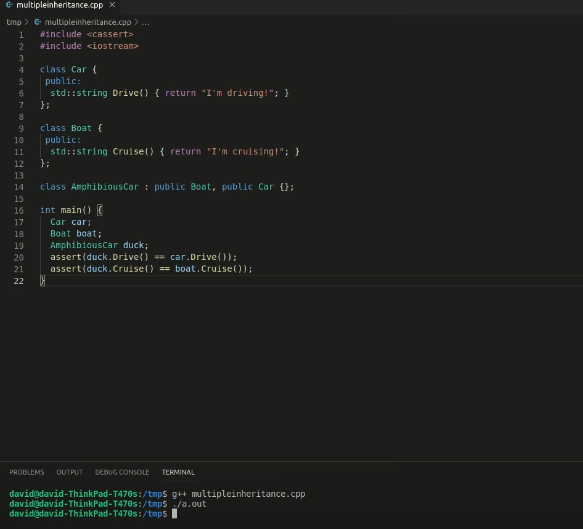 multipleinheritance.cpp ×
tmp > multipleinheritance.cpp > ...
1 #include <cassert>
2 #include <iostream>
3
4 class Car {
5  public:
6   std::string Drive() { return "I'm driving!"; }
7 };
8
9 class Boat {
10  public:
11   std::string Cruise() { return "I'm cruising!"; }
12 };
13
14 class AmphibiousCar : public Boat, public Car {};
15
16 int main() {
17   Car car;
18   Boat boat;
19   AmphibiousCar duck;
20   assert(duck.Drive() == car.Drive());
21   assert(duck.Cruise() == boat.Cruise());
22 }
PROBLEMS OUTPUT DEBUG CONSOLE TERMINAL
david@david-ThinkPad-T470s:/tmp$ g++ multipleinheritance.cpp
david@david-ThinkPad-T470s:/tmp$ ./a.out
david@david-ThinkPad-T470s:/tmp$